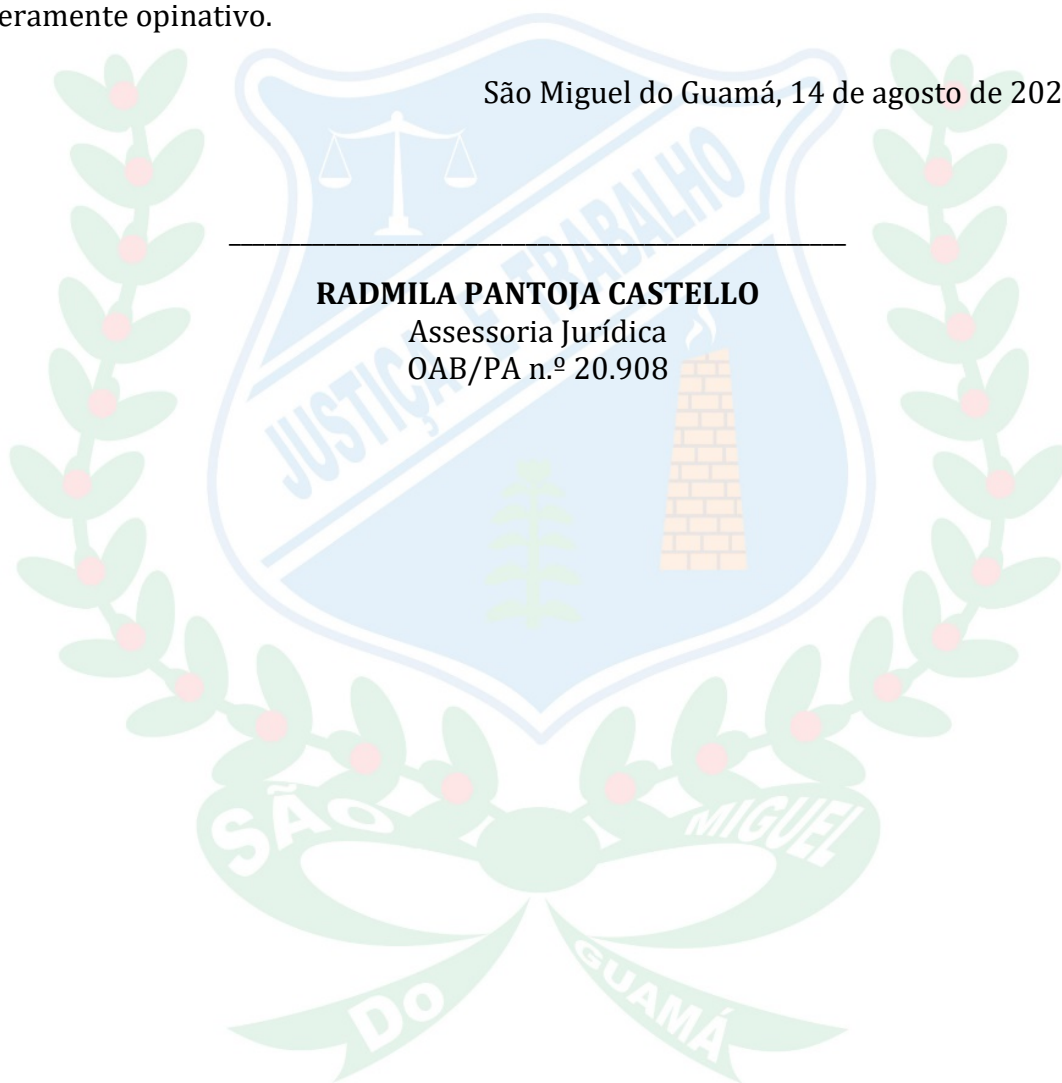 eramente opinativo.
São Miguel do Guamá, 14 de agosto de 202
RADMILA PANTOJA CASTELLO
Assessoria Jurídica
OAB/PA n.º 20.908
JUSTIÇA E TRABALHO
SÃO MIGUEL
DO GUAMÁ